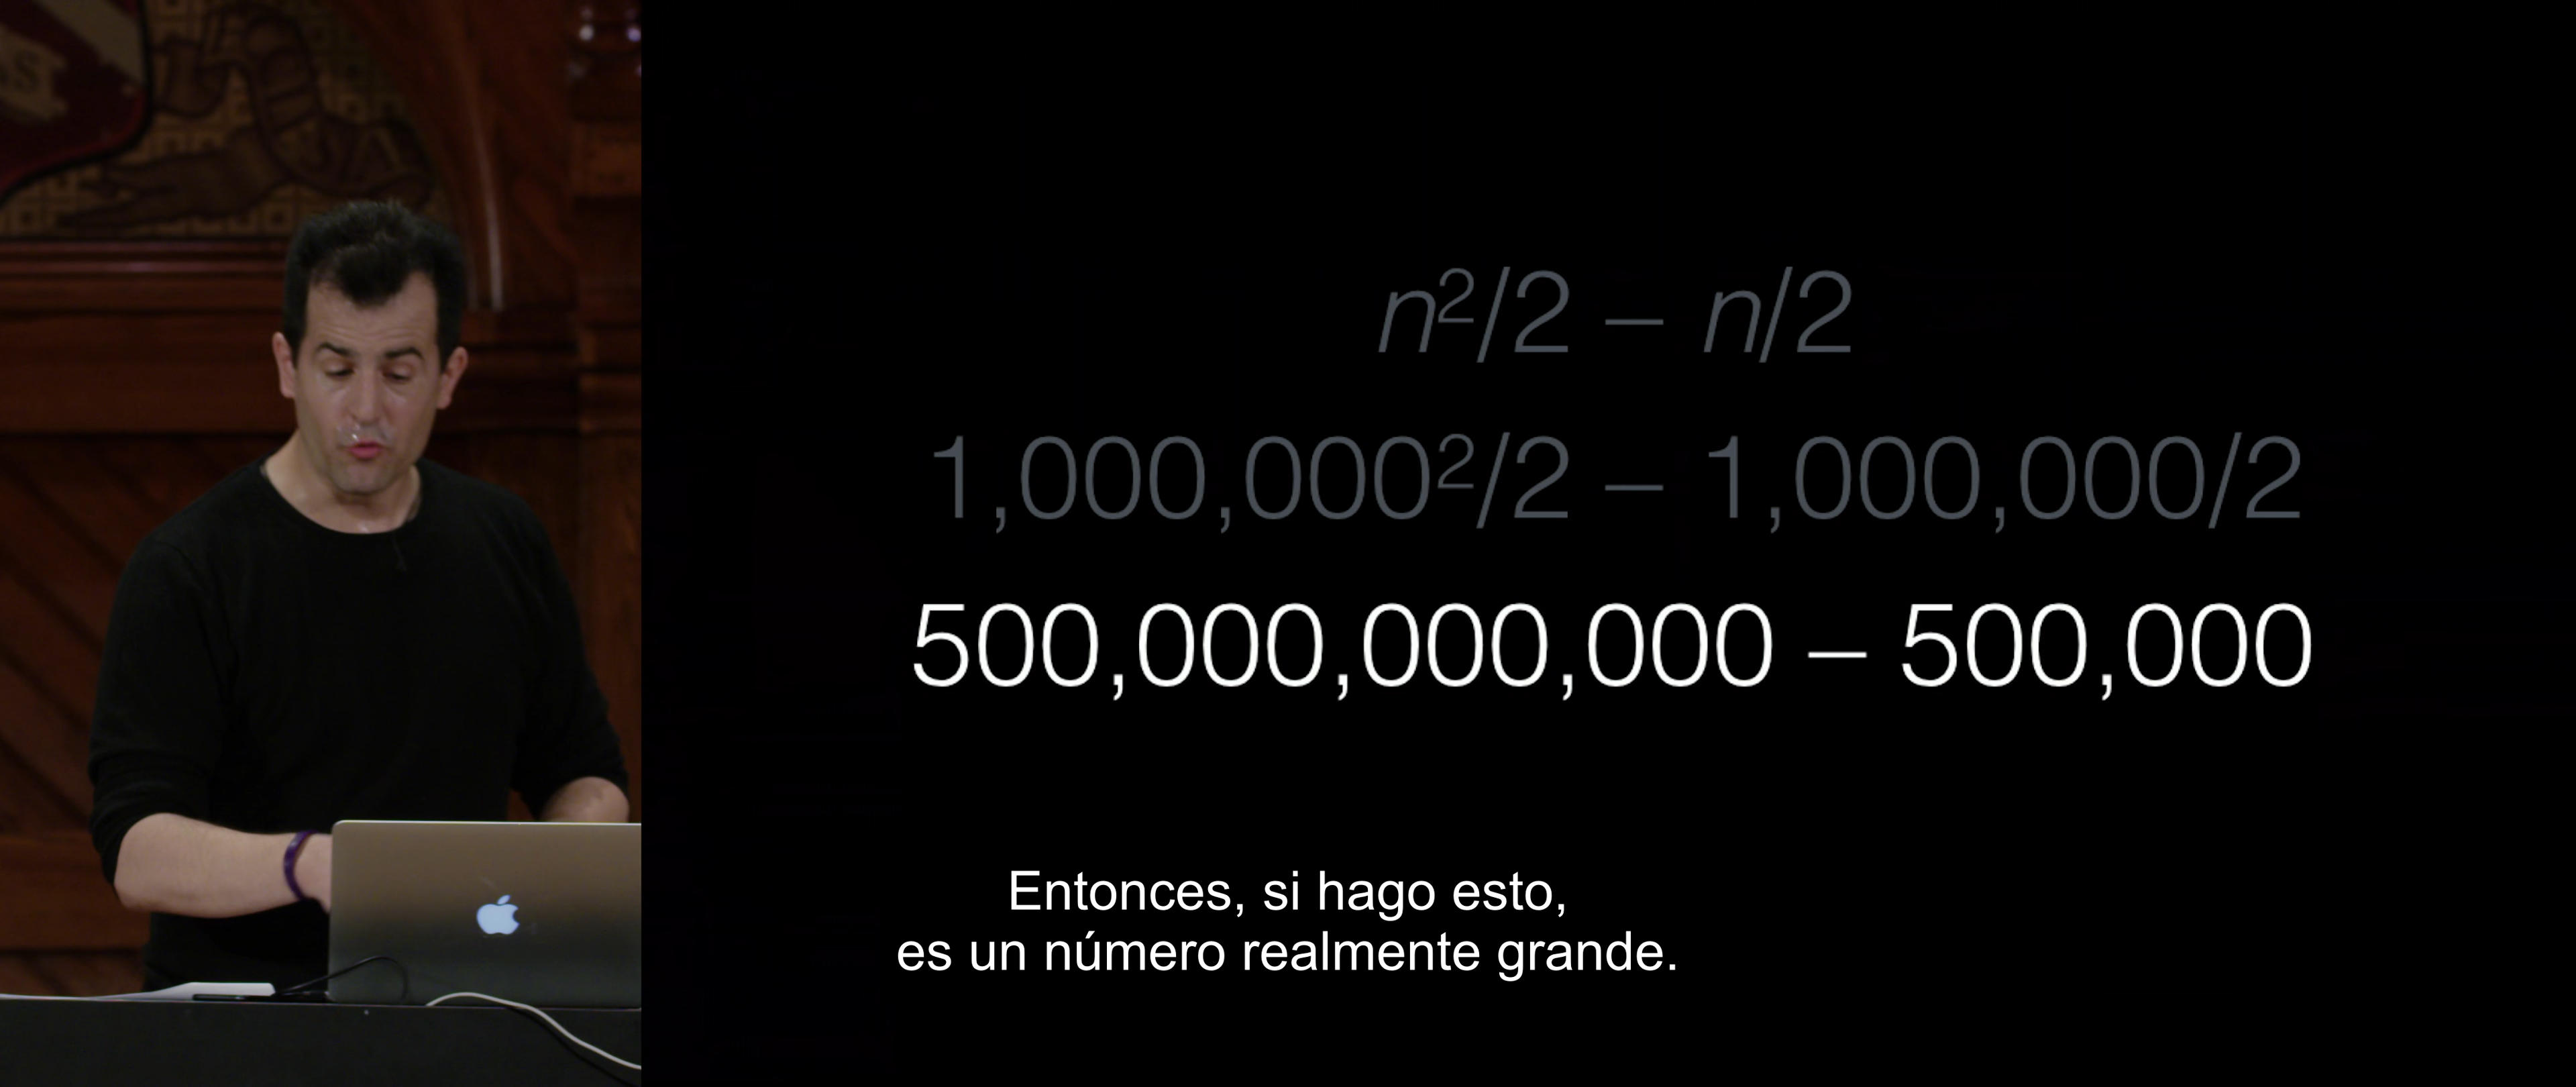 n²/2 – n/2
1,000,000²/2 – 1,000,000/2
500,000,000,000 – 500,000
Entonces, si hago esto,
es un número realmente grande.